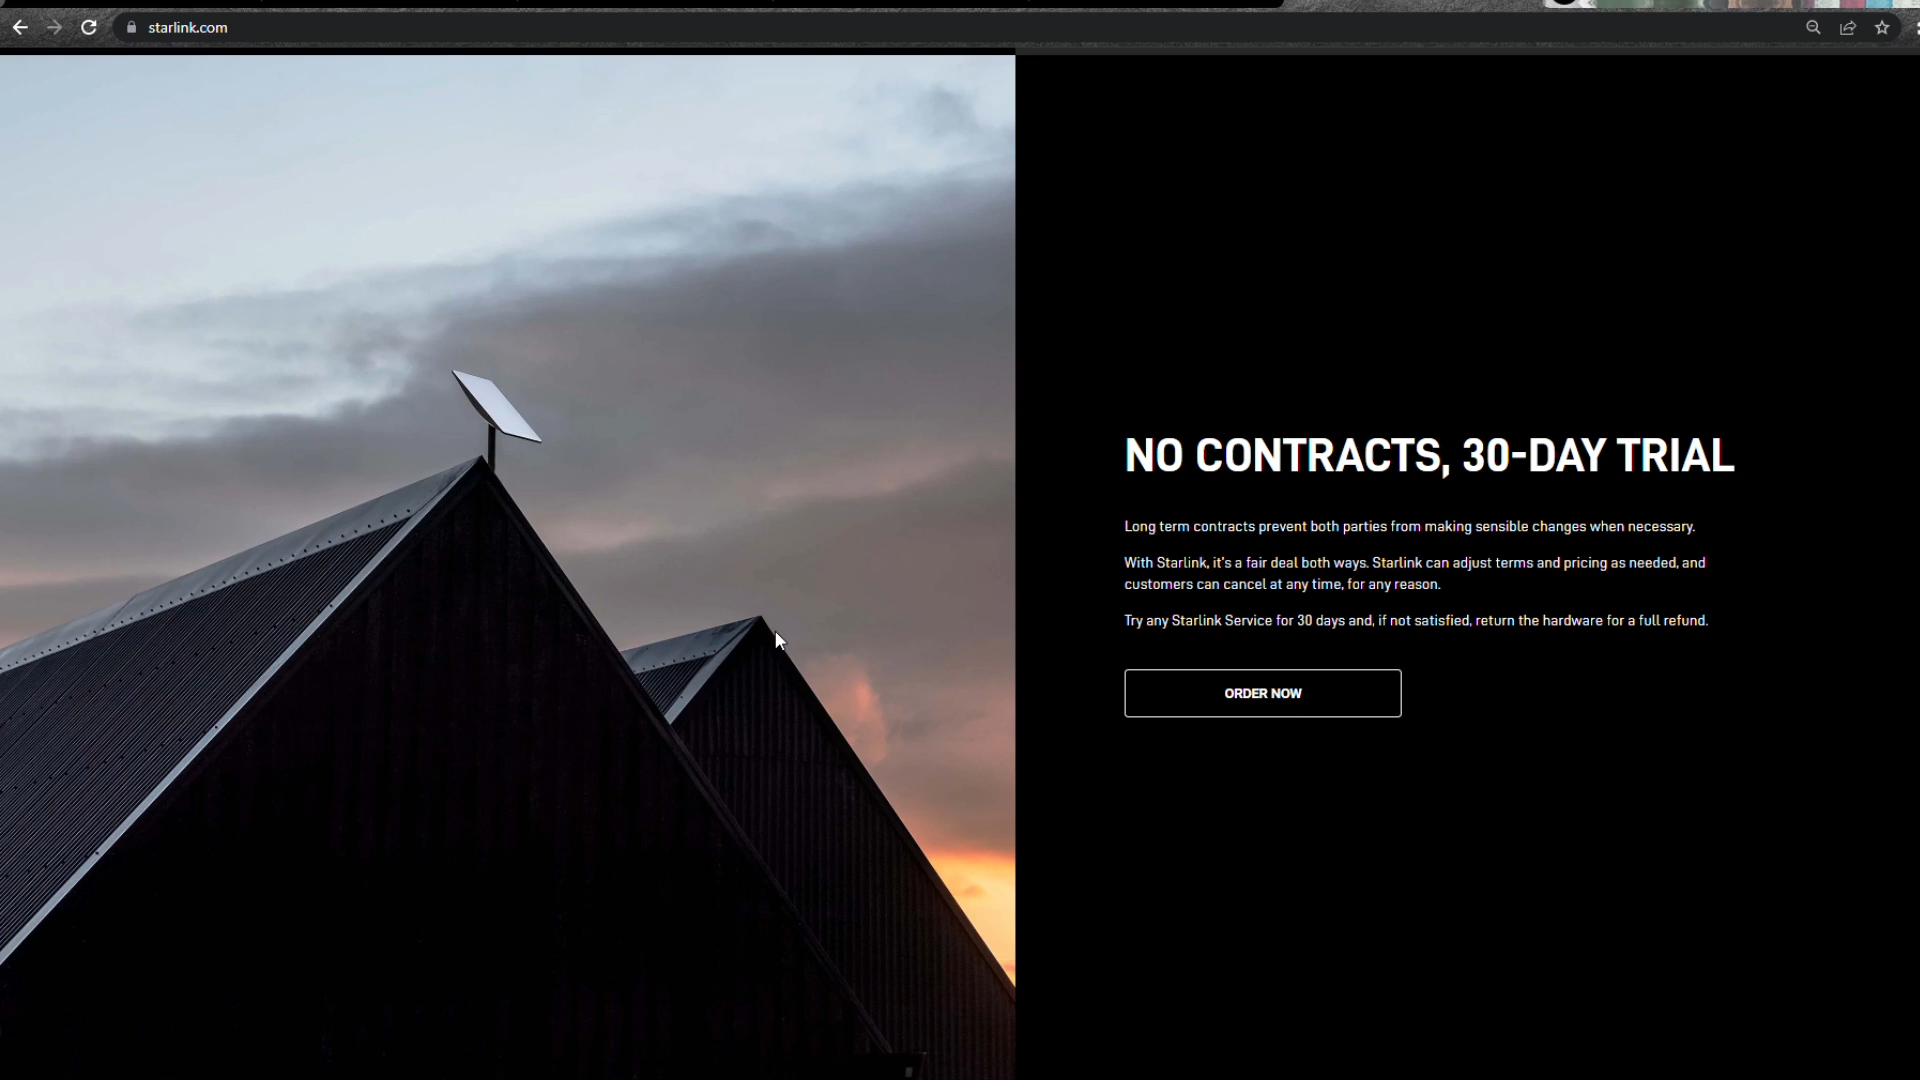 starlink.com
NO CONTRACTS, 30-DAY TRIAL
Long term contracts prevent both parties from making sensible changes when necessary.
With Starlink, it's a fair deal both ways. Starlink can adjust terms and pricing as needed, and
customers can cancel at any time, for any reason.
Try any Starlink Service for 30 days and, if not satisfied, return the hardware for a full refund.
ORDER NOW